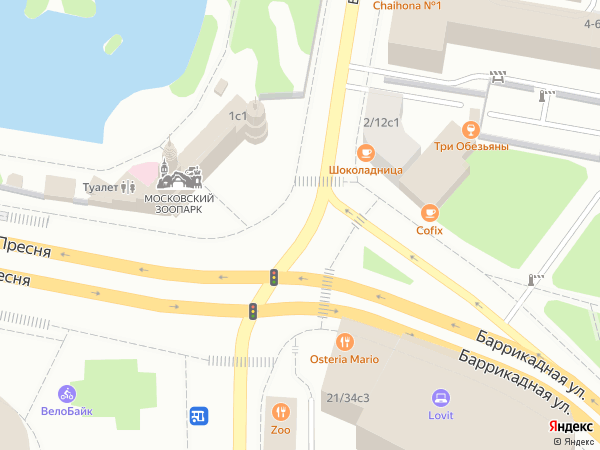 Chaihona №1
4-6
1с1
2/12с1
Три Обезьяны
Шоколадница
Туалет
МОСКОВСКИЙ
ЗООПАРК
Cofix
Пресня
Баррикадная ул.
Баррикадная ул.
Osteria Mario
21/34с3
ВелоБайк
Lovit
Zoo
Яндекс
© Яндекс